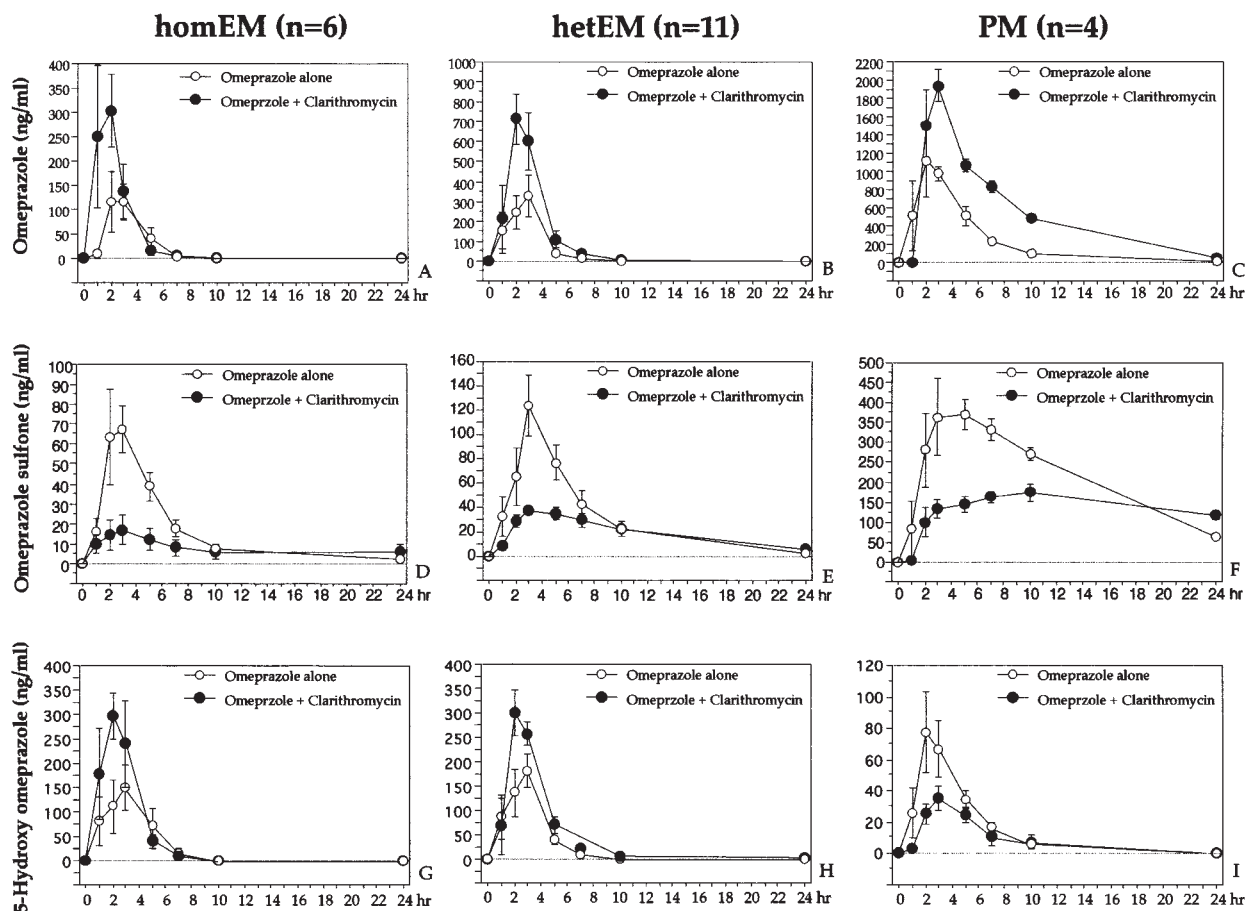 homEM (n=6)
hetEM (n=11)
PM (n=4)
Omeprazole (ng/ml)
400
350
300
250
200
150
100
50
0
Omeprazole alone
Omeprzole + Clarithromycin
A
0 2 4 6 8 10 12 14 16 18 20 22 24 hr
1000
900
800
700
600
500
400
300
200
100
0
Omeprazole alone
Omeprzole + Clarithromycin
B
0 2 4 6 8 10 12 14 16 18 20 22 24 hr
2200
2000
1800
1600
1400
1200
1000
800
600
400
200
0
Omeprazole alone
Omeprzole + Clarithromycin
C
0 2 4 6 8 10 12 14 16 18 20 22 24 hr
Omeprazole sulfone (ng/ml)
100
90
80
70
60
50
40
30
20
10
0
Omeprazole alone
Omeprzole + Clarithromycin
D
0 2 4 6 8 10 12 14 16 18 20 22 24 hr
160
140
120
100
80
60
40
20
0
Omeprazole alone
Omeprzole + Clarithromycin
E
0 2 4 6 8 10 12 14 16 18 20 22 24 hr
500
450
400
350
300
250
200
150
100
50
0
Omeprazole alone
Omeprzole + Clarithromycin
F
0 2 4 6 8 10 12 14 16 18 20 22 24 hr
5-Hydroxy omeprazole (ng/ml)
400
350
300
250
200
150
100
50
0
Omeprazole alone
Omeprzole + Clarithromycin
G
0 2 4 6 8 10 12 14 16 18 20 22 24 hr
400
350
300
250
200
150
100
50
0
Omeprazole alone
Omeprzole + Clarithromycin
H
0 2 4 6 8 10 12 14 16 18 20 22 24 hr
120
100
80
60
40
20
0
Omeprazole alone
Omeprzole + Clarithromycin
I
0 2 4 6 8 10 12 14 16 18 20 22 24 hr